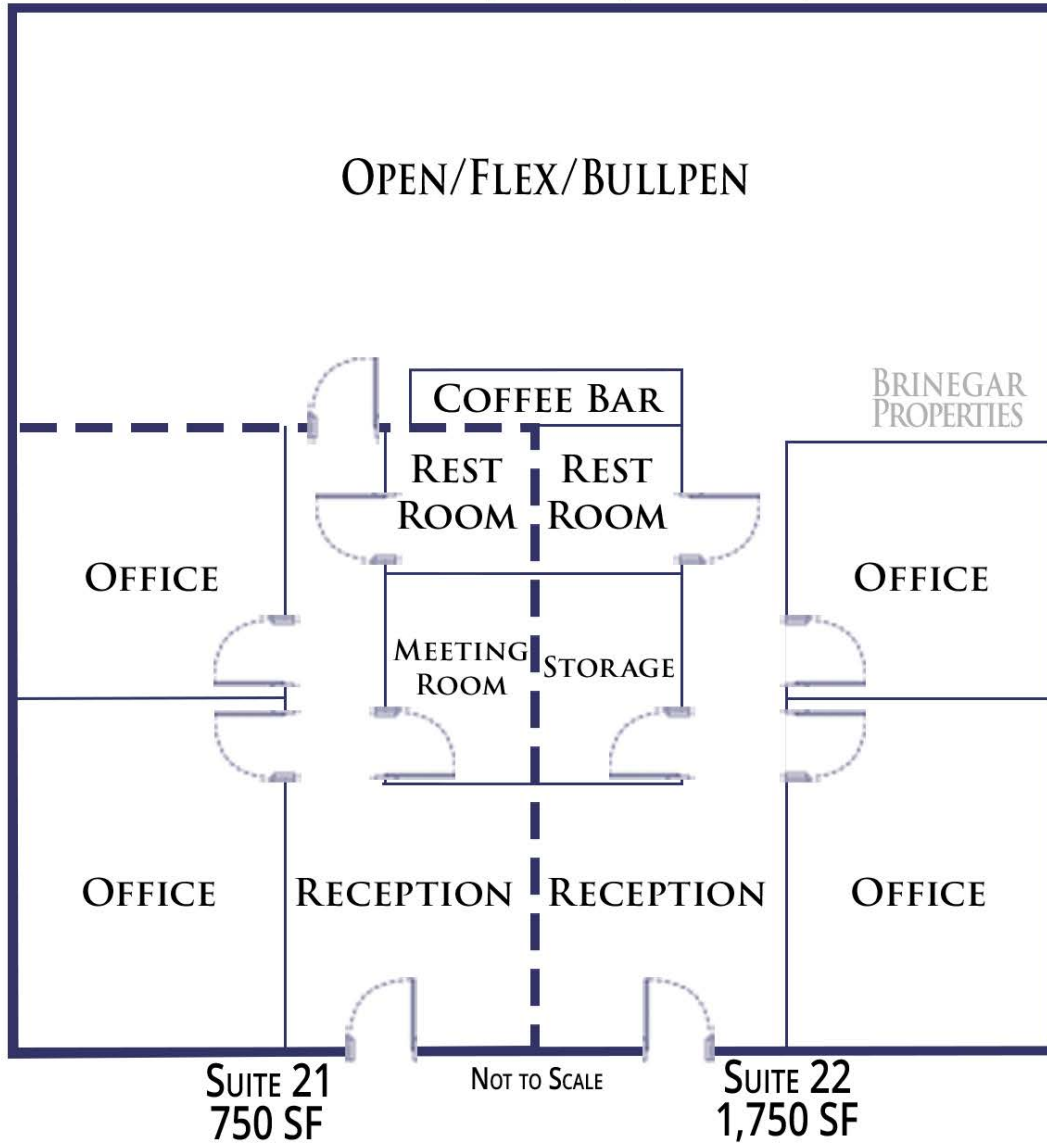 Open/Flex/Bullpen
Coffee Bar
Brinegar
Properties
Rest
Room
Rest
Room
Office
Office
Meeting
Room
Storage
Office
Reception
Reception
Office
Suite 21
750 SF
Not to Scale
Suite 22
1,750 SF